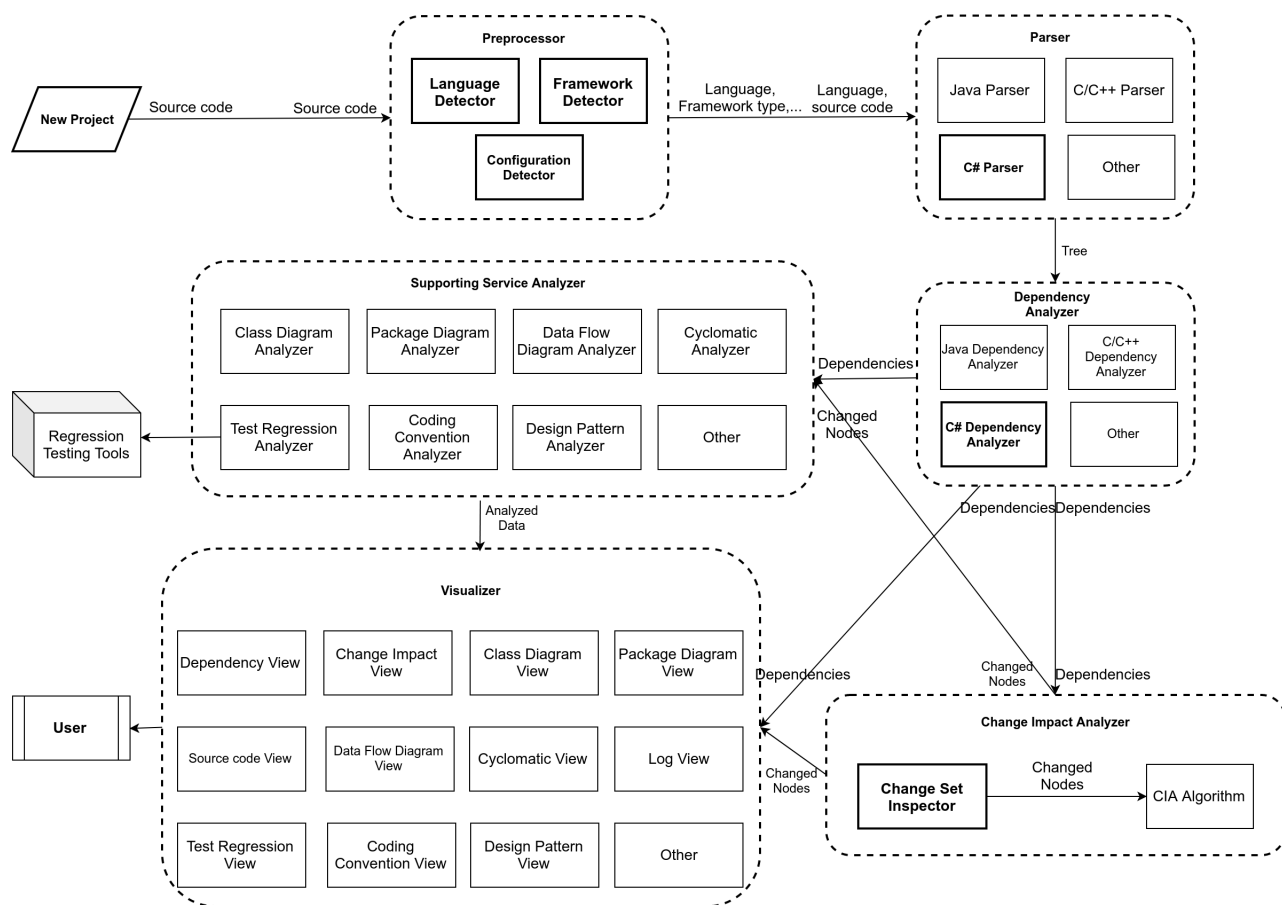 Preprocessor
Language
Detector
Framework
Detector
Configuration
Detector
New Project
Source code
Source code
Language,
Framework type,...
Language,
source code
Parser
Java Parser
C/C++ Parser
C# Parser
Other
Tree
Supporting Service Analyzer
Class Diagram
Analyzer
Package Diagram
Analyzer
Data Flow
Diagram Analyzer
Cyclomatic
Analyzer
Test Regression
Analyzer
Coding
Convention
Analyzer
Design Pattern
Analyzer
Other
Dependencies
Changed
Nodes
Dependency
Analyzer
Java Dependency
Analyzer
C/C++
Dependency
Analyzer
C# Dependency
Analyzer
Other
Regression
Testing Tools
Analyzed
Data
Dependencies
Dependencies
Visualizer
Dependency View
Change Impact
View
Class Diagram
View
Package Diagram
View
Source code View
Data Flow Diagram
View
Cyclomatic View
Log View
Test Regression
View
Coding
Convention View
Design Pattern
View
Other
User
Dependencies
Changed
Nodes
Dependencies
Changed
Nodes
Change Impact Analyzer
Change Set
Inspector
Changed
Nodes
CIA Algorithm